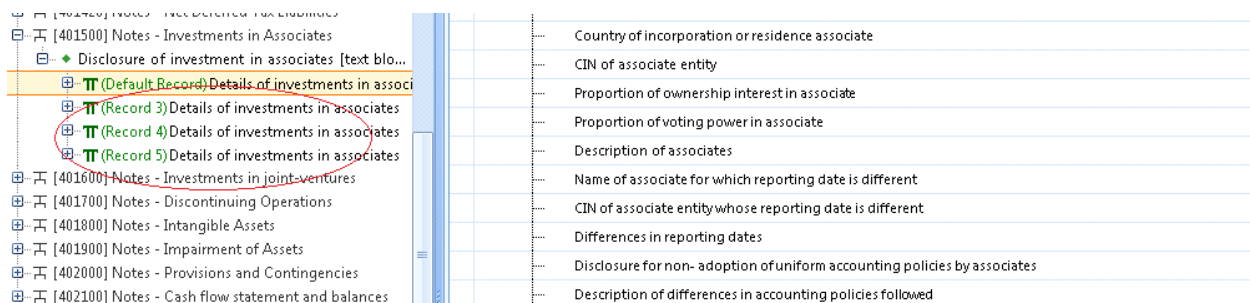 [401420] Notes - Net Deferred Tax Liabilities
[401500] Notes - Investments in Associates
Disclosure of investment in associates [text blo...
(Default Record)Details of investments in associ
(Record 3)Details of investments in associates
(Record 4)Details of investments in associates
(Record 5)Details of investments in associates
[401600] Notes - Investments in joint-ventures
[401700] Notes - Discontinuing Operations
[401800] Notes - Intangible Assets
[401900] Notes - Impairment of Assets
[402000] Notes - Provisions and Contingencies
[402100] Notes - Cash flow statement and balances
Country of incorporation or residence associate
CIN of associate entity
Proportion of ownership interest in associate
Proportion of voting power in associate
Description of associates
Name of associate for which reporting date is different
CIN of associate entity whose reporting date is different
Differences in reporting dates
Disclosure for non- adoption of uniform accounting policies by associates
Description of differences in accounting policies followed